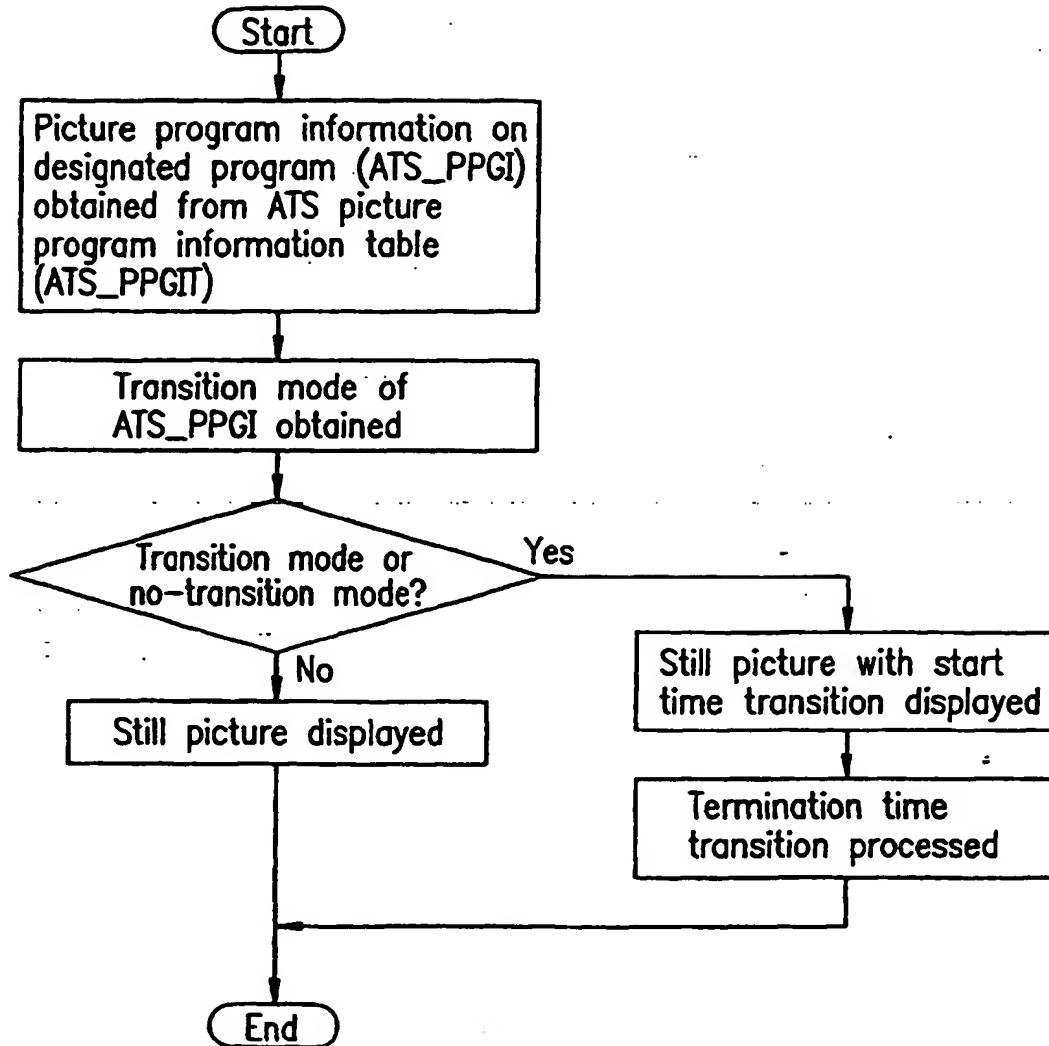 Start
Picture program information on
designated program (ATS_PPGI)
obtained from ATS picture
program information table
(ATS_PPGIT)
Transition mode of
ATS_PPGI obtained
Transition mode or
no-transition mode?
Yes
No
Still picture with start
time transition displayed
Still picture displayed
Termination time
transition processed
End